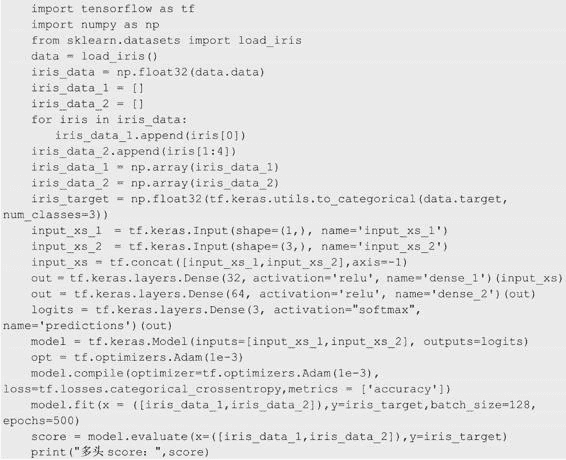 import tensorflow as tf
import numpy as np
from sklearn.datasets import load_iris
data = load_iris()
iris_data = np.float32(data.data)
iris_data_1 = []
iris_data_2 = []
for iris in iris_data:
    iris_data_1.append(iris[0])
iris_data_2.append(iris[1:4])
iris_data_1 = np.array(iris_data_1)
iris_data_2 = np.array(iris_data_2)
iris_target = np.float32(tf.keras.utils.to_categorical(data.target,
num_classes=3))
input_xs_1  = tf.keras.Input(shape=(1,), name='input_xs_1')
input_xs_2  = tf.keras.Input(shape=(3,), name='input_xs_2')
input_xs = tf.concat([input_xs_1,input_xs_2],axis=-1)
out = tf.keras.layers.Dense(32, activation='relu', name='dense_1')(input_xs)
out = tf.keras.layers.Dense(64, activation='relu', name='dense_2')(out)
logits = tf.keras.layers.Dense(3, activation="softmax",
name='predictions')(out)
model = tf.keras.Model(inputs=[input_xs_1,input_xs_2], outputs=logits)
opt = tf.optimizers.Adam(1e-3)
model.compile(optimizer=tf.optimizers.Adam(1e-3),
loss=tf.losses.categorical_crossentropy,metrics = ['accuracy'])
model.fit(x = ([iris_data_1,iris_data_2]),y=iris_target,batch_size=128,
epochs=500)
score = model.evaluate(x=([iris_data_1,iris_data_2]),y=iris_target)
print("多头score：",score)